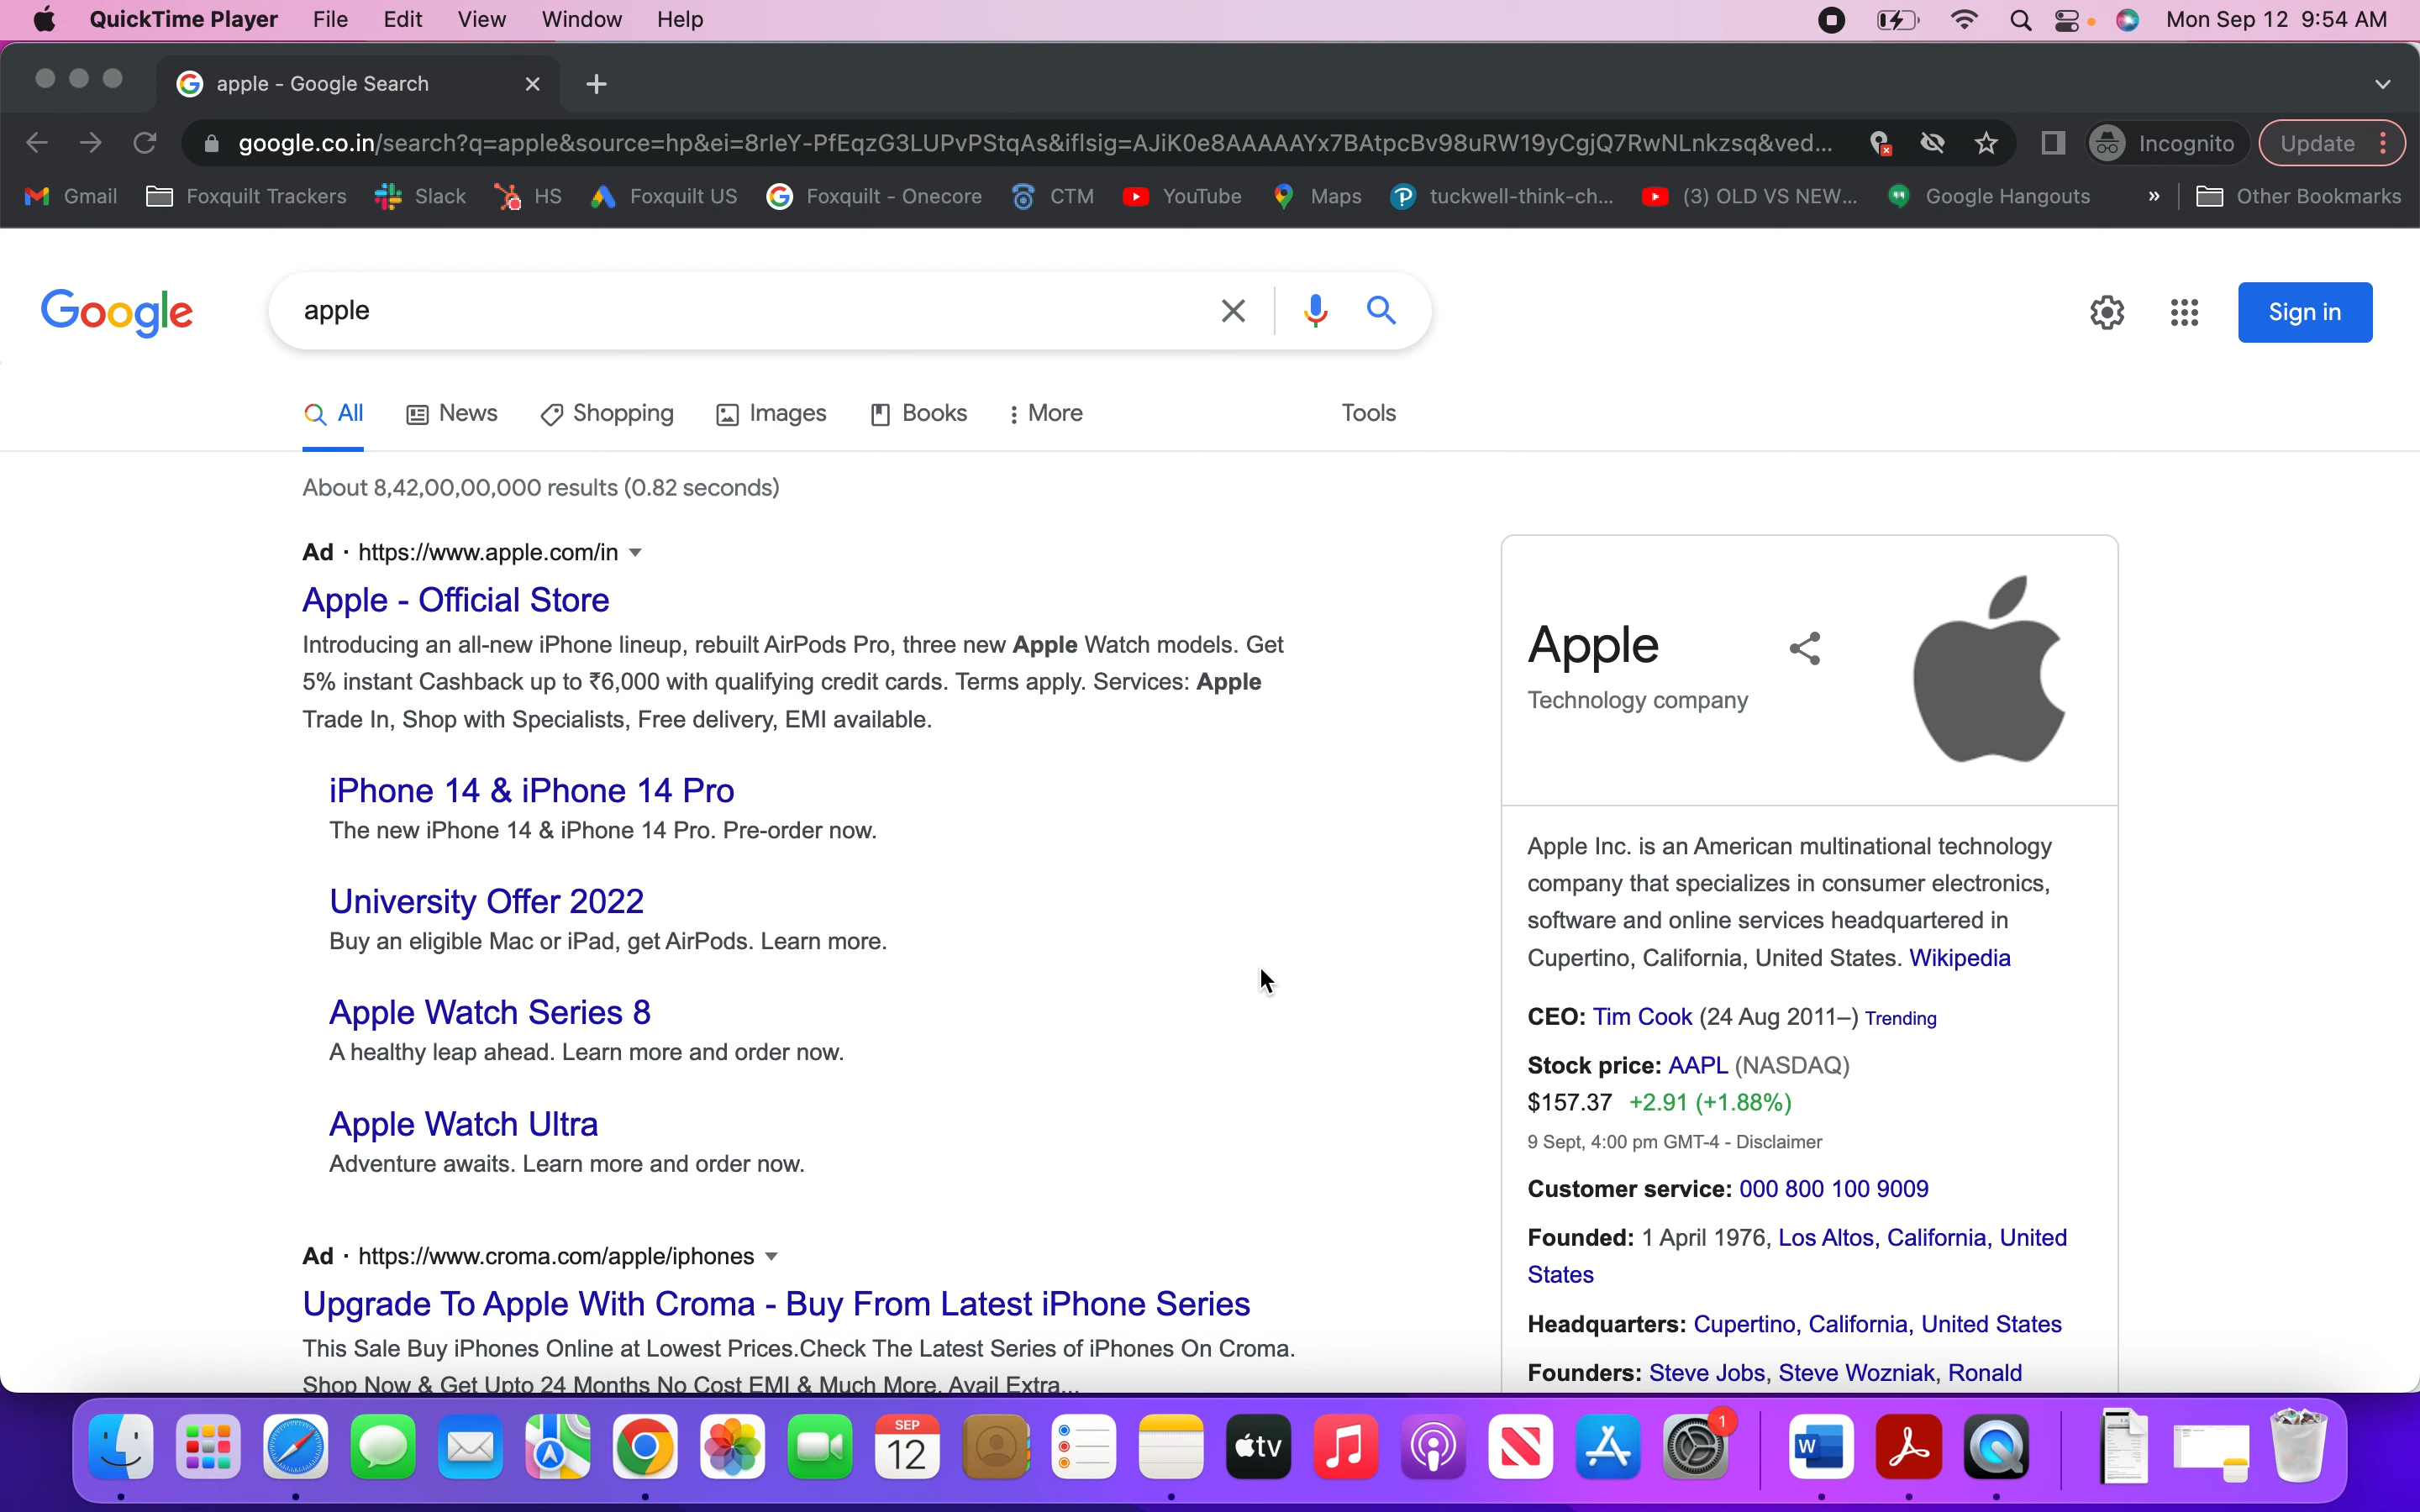 QuickTime Player File Edit View Window Help Mon Sep 12 9:54 AM
apple - Google Search
google.co.in/search?q=apple&source=hp&ei=8rIeY-PfEqzG3LUPvPStqAs&iflsig=AJiK0e8AAAAAYx7BAtpcBv98uRW19yCgjQ7RwNLnkzsq&ved... Incognito Update
Gmail Foxquilt Trackers Slack HS Foxquilt US Foxquilt - Onecore CTM YouTube Maps tuckwell-think-ch... (3) OLD VS NEW... Google Hangouts » Other Bookmarks
Google apple Sign in
All News Shopping Images Books More Tools
About 8,42,00,00,000 results (0.82 seconds)
Ad · https://www.apple.com/in
Apple - Official Store
Introducing an all-new iPhone lineup, rebuilt AirPods Pro, three new Apple Watch models. Get
5% instant Cashback up to ₹6,000 with qualifying credit cards. Terms apply. Services: Apple
Trade In, Shop with Specialists, Free delivery, EMI available.
iPhone 14 & iPhone 14 Pro
The new iPhone 14 & iPhone 14 Pro. Pre-order now.
University Offer 2022
Buy an eligible Mac or iPad, get AirPods. Learn more.
Apple Watch Series 8
A healthy leap ahead. Learn more and order now.
Apple Watch Ultra
Adventure awaits. Learn more and order now.
Ad · https://www.croma.com/apple/iphones
Upgrade To Apple With Croma - Buy From Latest iPhone Series
This Sale Buy iPhones Online at Lowest Prices.Check The Latest Series of iPhones On Croma.
Shop Now & Get Upto 24 Months No Cost EMI & Much More. Avail Extra...
Apple
Technology company
Apple Inc. is an American multinational technology
company that specializes in consumer electronics,
software and online services headquartered in
Cupertino, California, United States. Wikipedia
CEO: Tim Cook (24 Aug 2011–) Trending
Stock price: AAPL (NASDAQ)
$157.37 +2.91 (+1.88%)
9 Sept, 4:00 pm GMT-4 - Disclaimer
Customer service: 000 800 100 9009
Founded: 1 April 1976, Los Altos, California, United
States
Headquarters: Cupertino, California, United States
Founders: Steve Jobs, Steve Wozniak, Ronald
SEP
12
tv
1
W